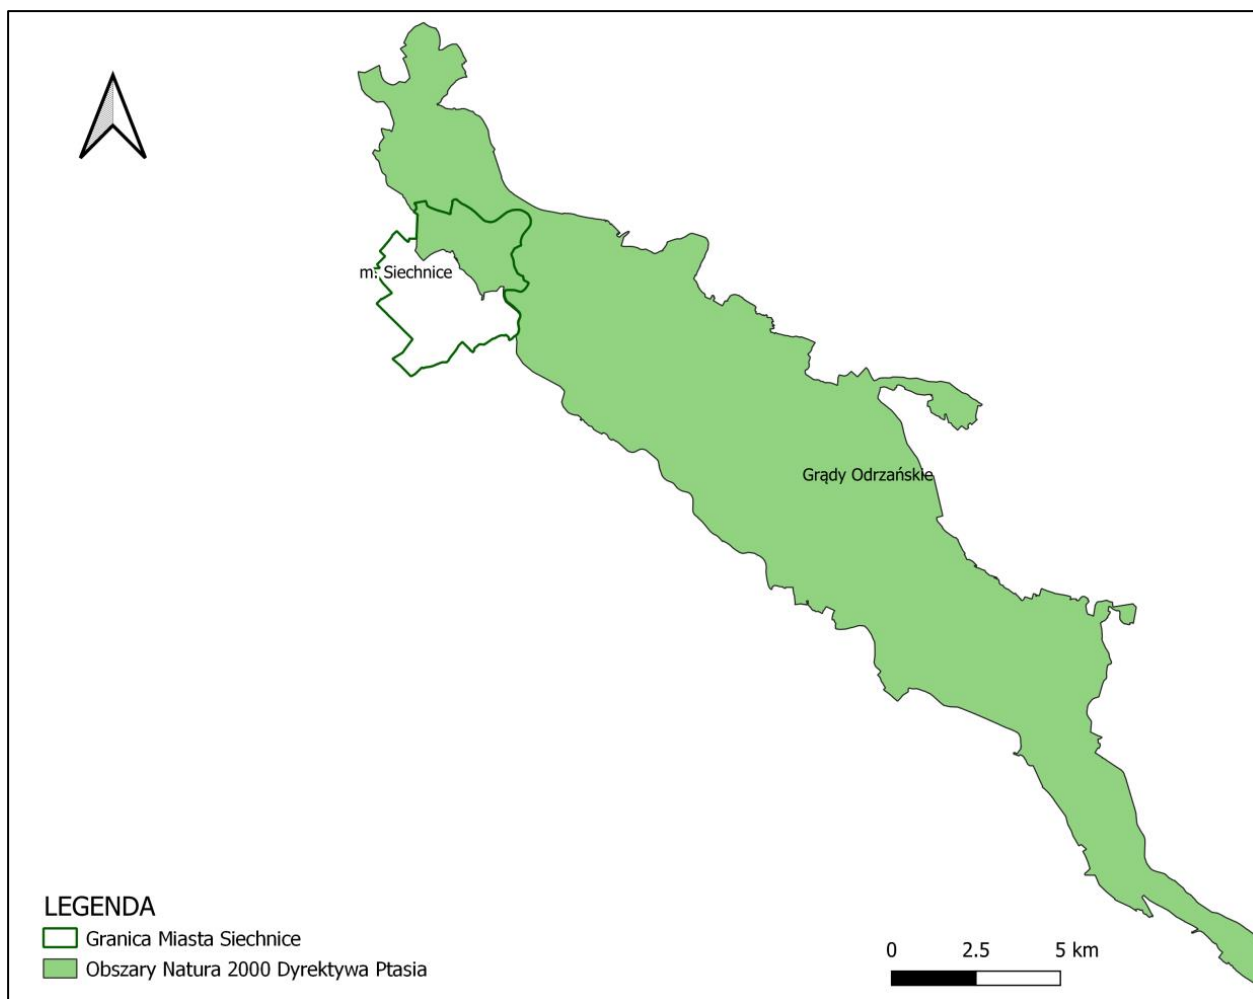 m. Siechnice
Grądy Odrzańskie
LEGENDA
Granica Miasta Siechnice
Obszary Natura 2000 Dyrektywa Ptasia
0 2.5 5 km